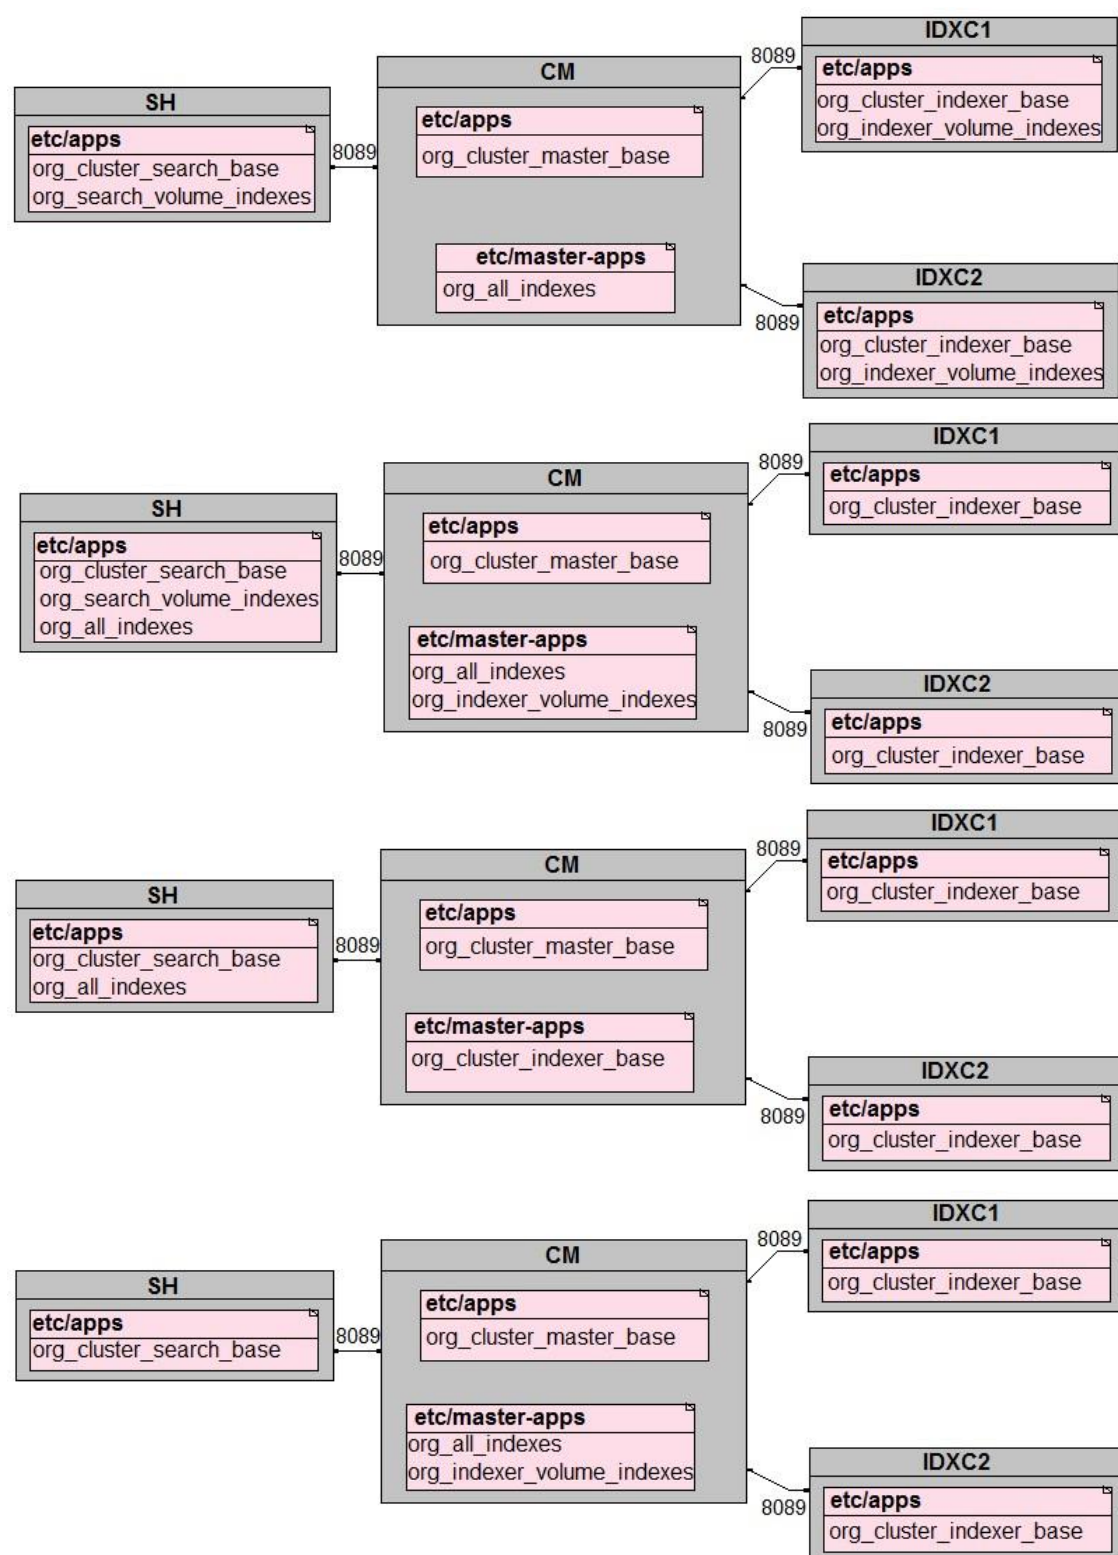 SH
etc/apps
org_cluster_search_base
org_search_volume_indexes
8089
CM
etc/apps
org_cluster_master_base
etc/master-apps
org_all_indexes
8089
IDXC1
etc/apps
org_cluster_indexer_base
org_indexer_volume_indexes
8089
IDXC2
etc/apps
org_cluster_indexer_base
org_indexer_volume_indexes
SH
etc/apps
org_cluster_search_base
org_search_volume_indexes
org_all_indexes
8089
CM
etc/apps
org_cluster_master_base
etc/master-apps
org_all_indexes
org_indexer_volume_indexes
8089
IDXC1
etc/apps
org_cluster_indexer_base
8089
IDXC2
etc/apps
org_cluster_indexer_base
SH
etc/apps
org_cluster_search_base
org_all_indexes
8089
CM
etc/apps
org_cluster_master_base
etc/master-apps
org_cluster_indexer_base
8089
IDXC1
etc/apps
org_cluster_indexer_base
8089
IDXC2
etc/apps
org_cluster_indexer_base
SH
etc/apps
org_cluster_search_base
8089
CM
etc/apps
org_cluster_master_base
etc/master-apps
org_all_indexes
org_indexer_volume_indexes
8089
IDXC1
etc/apps
org_cluster_indexer_base
8089
IDXC2
etc/apps
org_cluster_indexer_base